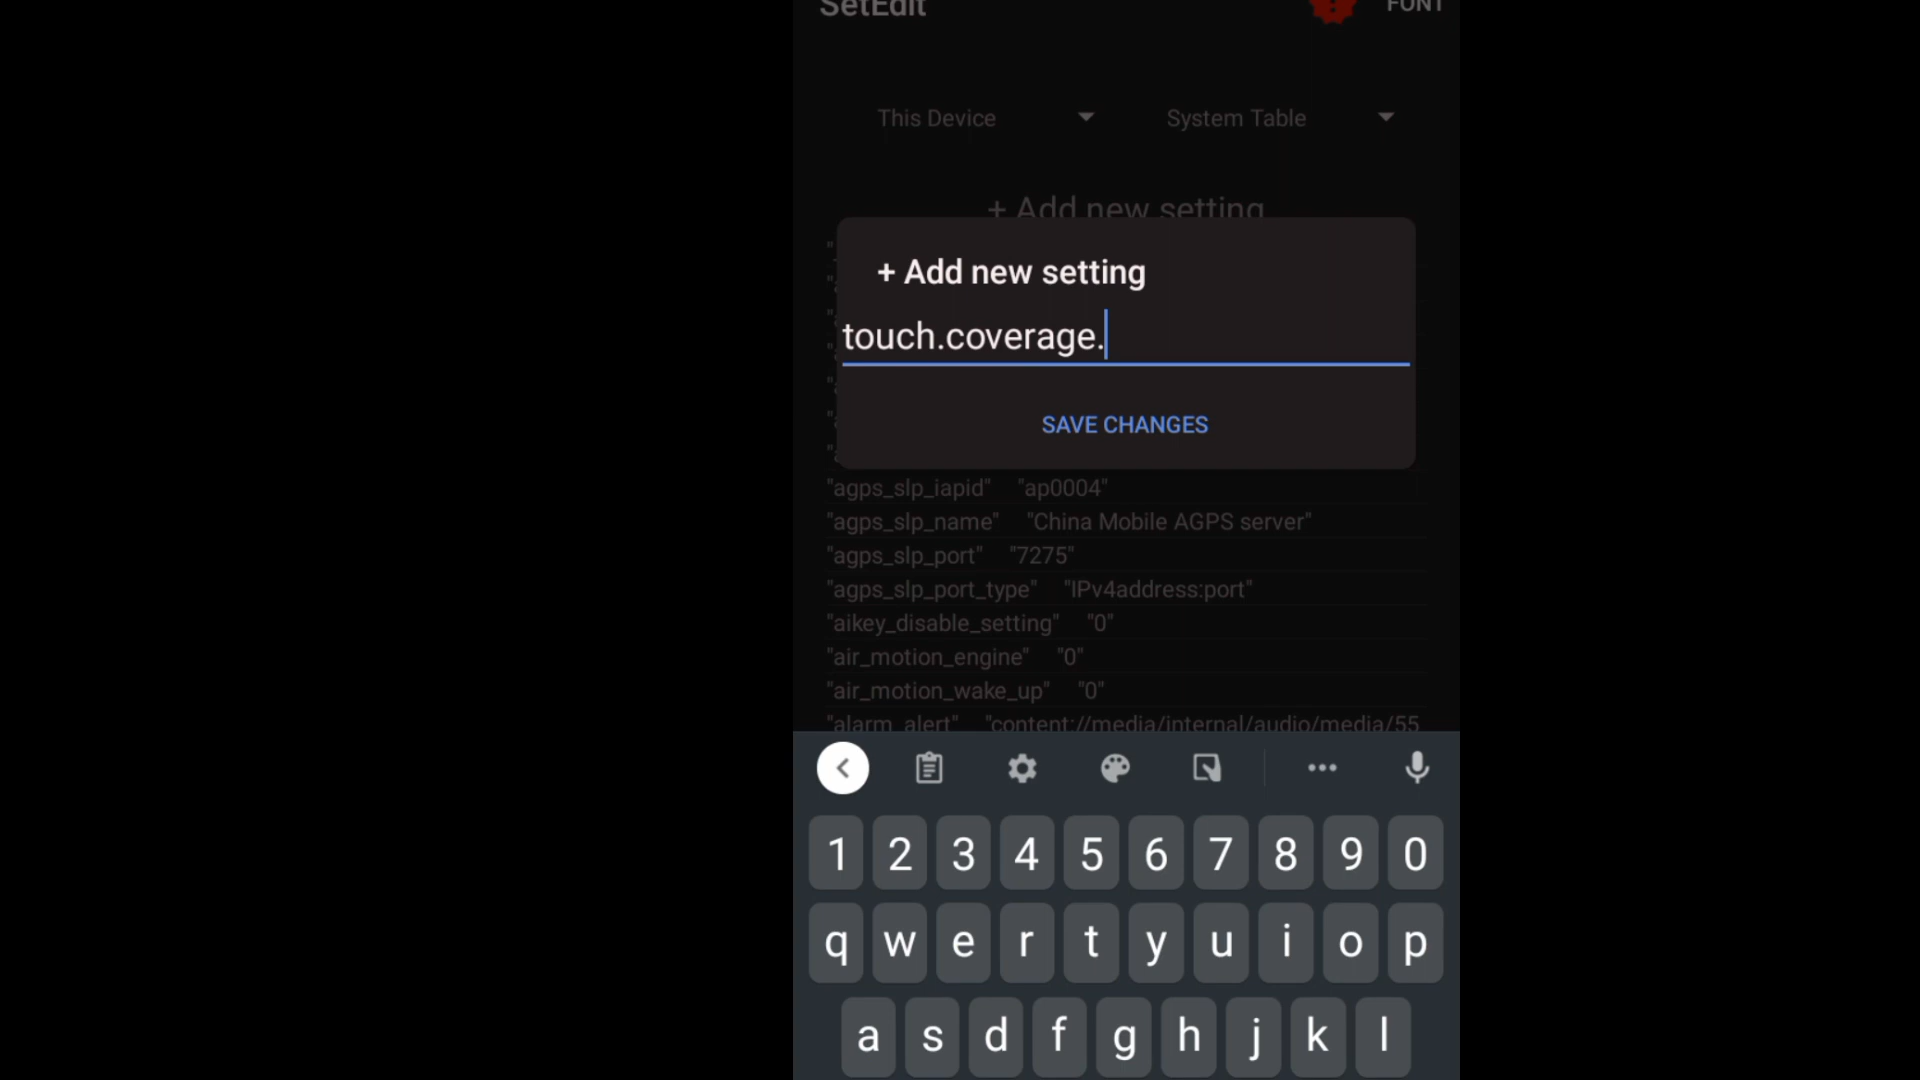 SetEdit FONT
This Device System Table
+ Add new setting
+ Add new setting
touch.coverage.
SAVE CHANGES
"agps_slp_iapid" "ap0004"
"agps_slp_name" "China Mobile AGPS server"
"agps_slp_port" "7275"
"agps_slp_port_type" "IPv4address:port"
"aikey_disable_setting" "0"
"air_motion_engine" "0"
"air_motion_wake_up" "0"
"alarm_alert" "content://media/internal/audio/media/55
1 2 3 4 5 6 7 8 9 0
q w e r t y u i o p
a s d f g h j k l